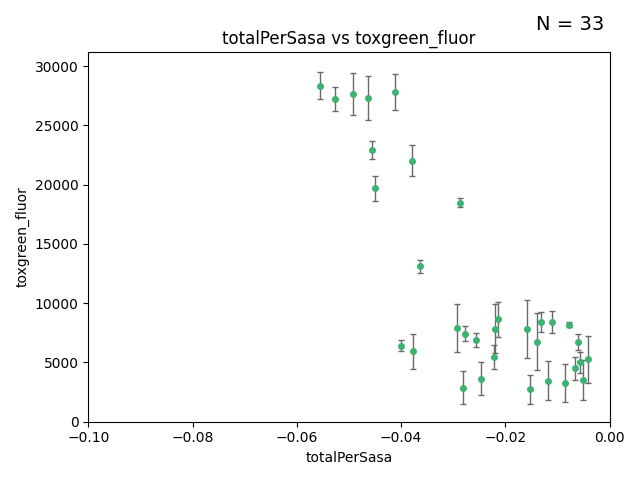 N = 33
totalPerSasa vs toxgreen_fluor
30000
25000
20000
15000
10000
5000
0
toxgreen_fluor
−0.10 −0.08 −0.06 −0.04 −0.02 0.00
totalPerSasa